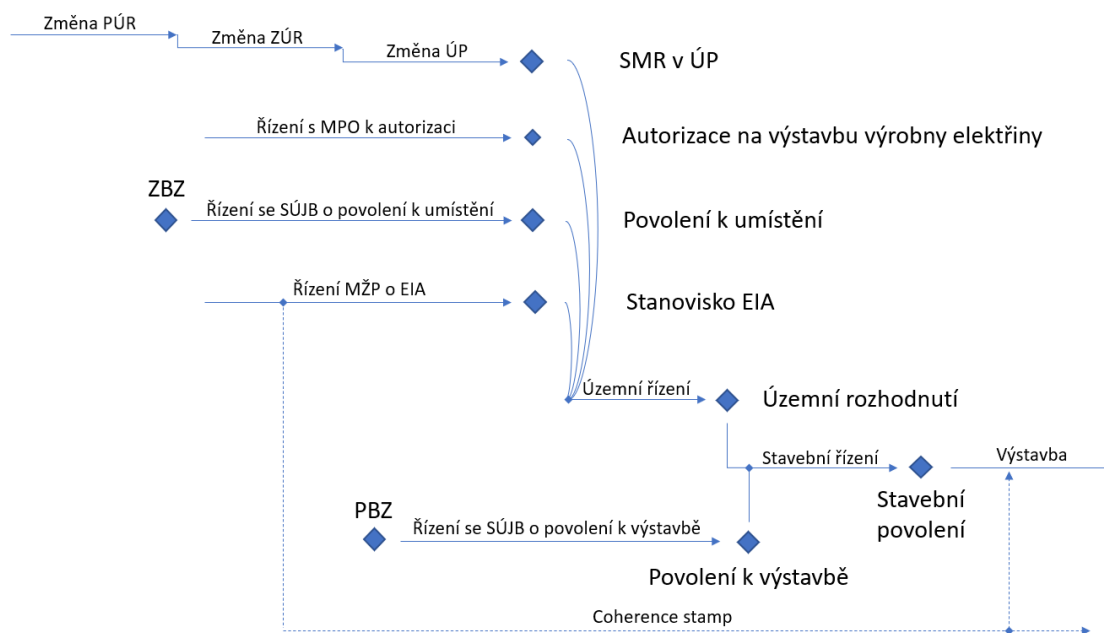 Změna PÚR
Změna ZÚR
Změna ÚP
SMR v ÚP
Řízení s MPO k autorizaci
Autorizace na výstavbu výrobny elektřiny
ZBZ
Řízení se SÚJB o povolení k umístění
Povolení k umístění
Řízení MŽP o EIA
Stanovisko EIA
Územní řízení
Územní rozhodnutí
Stavební řízení
Výstavba
Stavební
povolení
PBZ
Řízení se SÚJB o povolení k výstavbě
Povolení k výstavbě
Coherence stamp